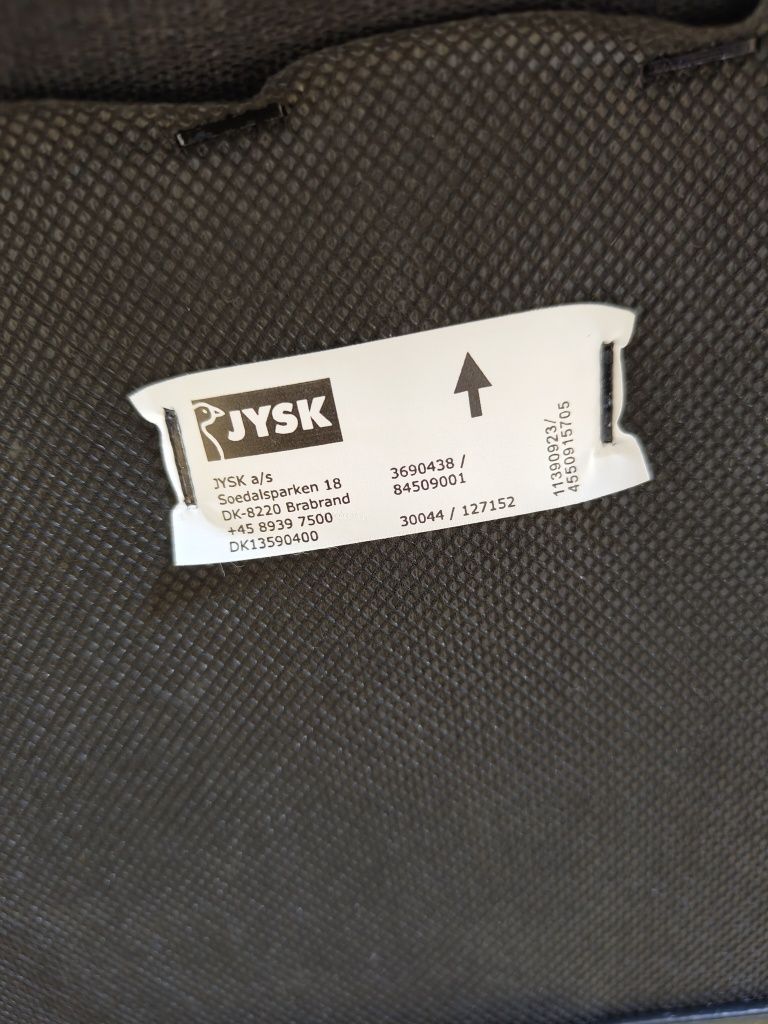 JYSK
JYSK a/s
Soedalsparken 18
DK-8220 Brabrand
+45 8939 7500
DK13590400
3690438 /
84509001
30044 / 127152
11390923/
4550915705